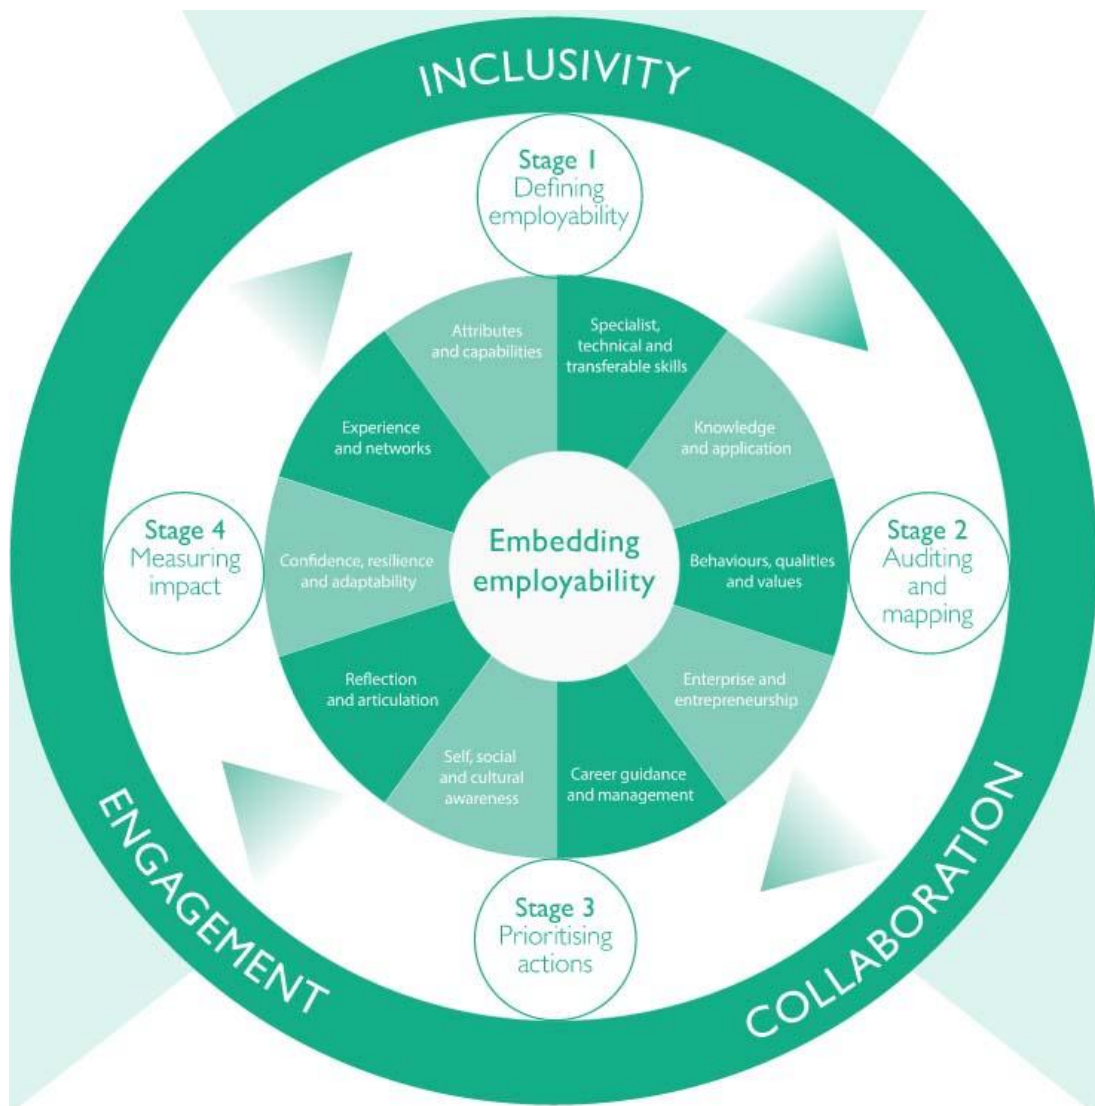 INCLUSIVITY
Stage 1
Defining
employability
Attributes
and capabilities
Specialist,
technical and
transferable skills
Experience
and networks
Knowledge
and application
Stage 4
Measuring
impact
Confidence, resilience
and adaptability
Embedding
employability
Behaviours, qualities
and values
Stage 2
Auditing
and
mapping
Reflection
and articulation
Enterprise and
entrepreneurship
Self, social
and cultural
awareness
Career guidance
and management
Stage 3
Prioritising
actions
ENGAGEMENT
COLLABORATION